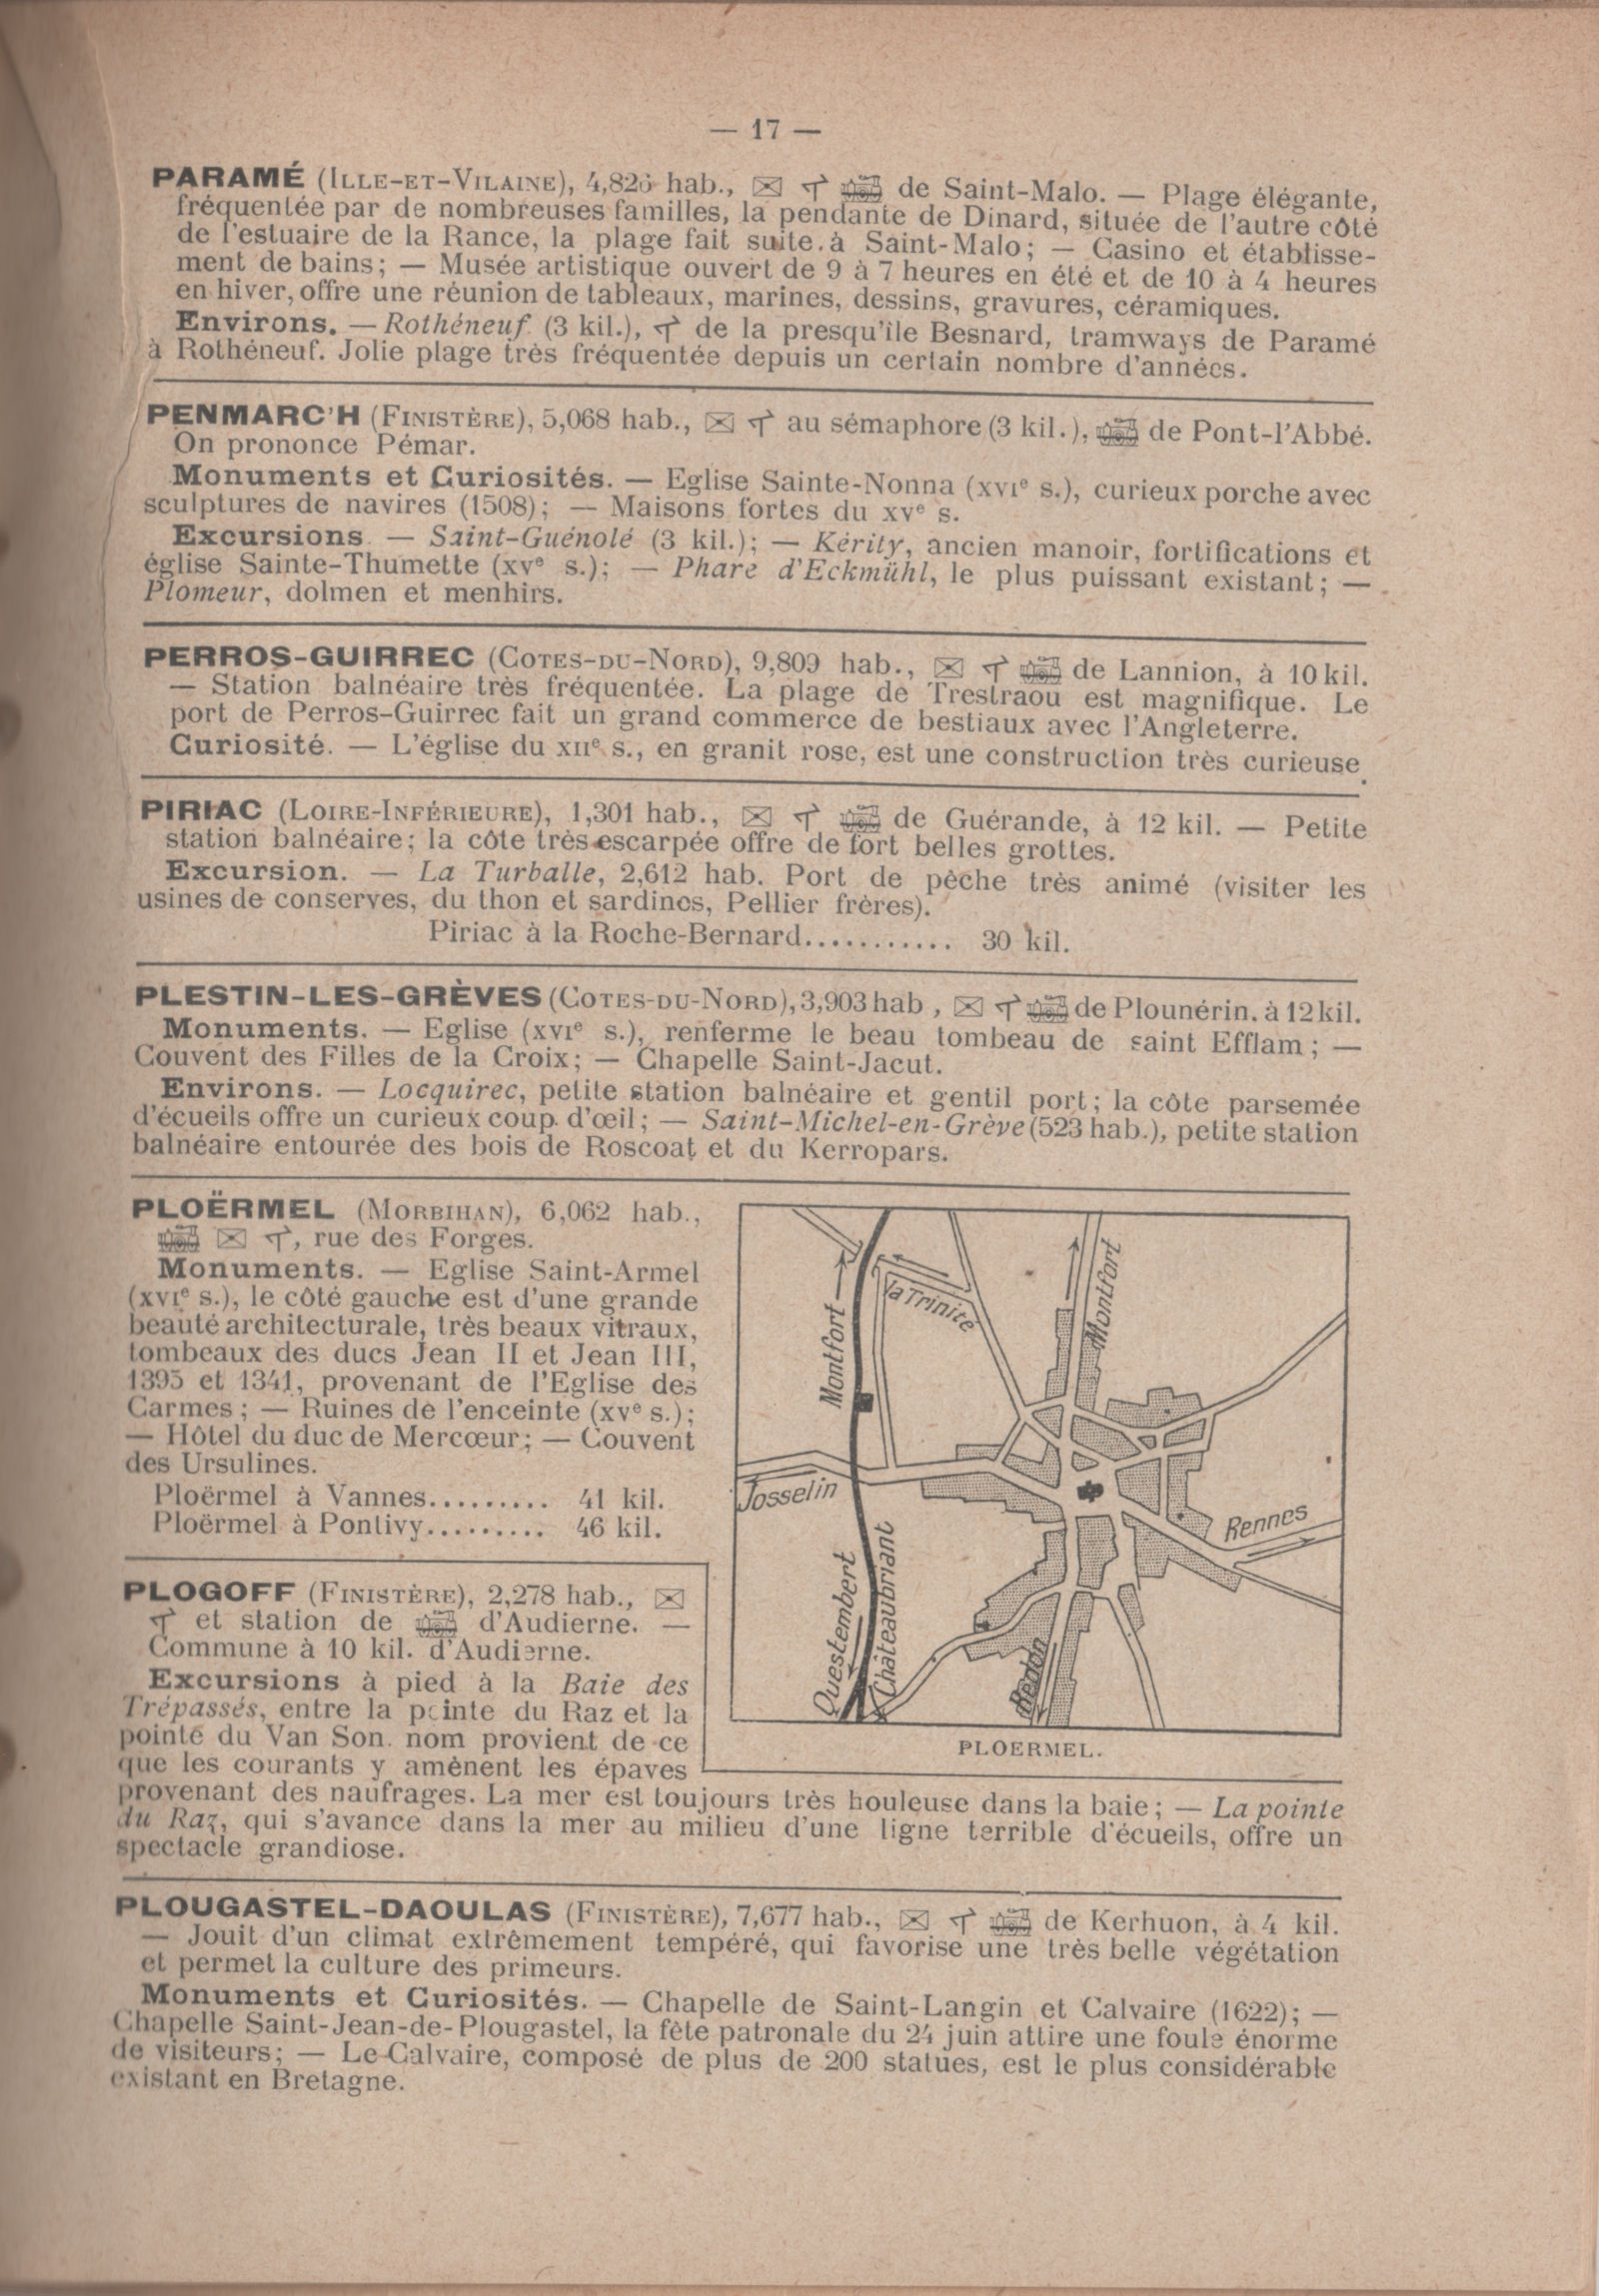 — 17 —
PARAMÉ (ILLE-ET-VILAINE), hab., de Saint-Malo. — Plage élégante,
fréquentée par de nombreuses familles, la pendante de Dinard, située de l'autre côté
de l'estuaire de la Rance, la plage fait suite à Saint-Malo; — Casino et établisse-
ment de bains; — Musée artistique ouvert de 9 à 7 heures en été et de 10 à 4 heures
en hiver, offre une réunion de tableaux, marines, dessins, gravures, céramiques.
Environs. — Rothéneuf (3 kil.), de la presqu'île Besnard, tramways de Paramé
à Rothéneuf. Jolie plage très fréquentée depuis un certain nombre d'années.
PENMARC'H (FINISTÈRE), 5,068 hab., au sémaphore (3 kil.), de Pont-l'Abbé.
On prononce Pémar.
Monuments et Curiosités. — Eglise Sainte-Nonna (XVIe s.), curieux porche avec
sculptures de navires (1508); — Maisons fortes du XVe s.
Excursions — Saint-Guénolé (3 kil.); — Kérity, ancien manoir, fortifications et
église Sainte-Thumette (XVe s.); — Phare d'Eckmühl, le plus puissant existant; —
Plomeur, dolmen et menhirs.
PERROS-GUIRREC (COTES-DU-NORD), 9,809 hab., de Lannion, à 10 kil.
— Station balnéaire très fréquentée. La plage de Trestraou est magnifique. Le
port de Perros-Guirrec fait un grand commerce de bestiaux avec l'Angleterre.
Curiosité. — L'église du XIIe s., en granit rose, est une construction très curieuse.
PIRIAC (LOIRE-INFÉRIEURE), 1,301 hab., de Guérande, à 12 kil. — Petite
station balnéaire; la côte très escarpée offre de fort belles grottes.
Excursion. — La Turballe, 2,612 hab. Port de pêche très animé (visiter les
usines de conserves, du thon et sardines, Pellier frères).
Piriac à la Roche-Bernard........... 30 kil.
PLESTIN-LES-GRÈVES (COTES-DU-NORD), 3,903 hab , de Plounérin. à 12 kil.
Monuments. — Eglise (XVIe s.), renferme le beau tombeau de saint Efflam; —
Couvent des Filles de la Croix; — Chapelle Saint-Jacut.
Environs. — Locquirec, petite station balnéaire et gentil port; la côte parsemée
d'écueils offre un curieux coup d'œil; — Saint-Michel-en-Grève (523 hab.), petite station
balnéaire entourée des bois de Roscoat et du Kerropars.
PLOËRMEL (MORBIHAN), 6,062 hab.,
, rue des Forges.
Monuments. — Eglise Saint-Armel
(XVIe s.), le côté gauche est d'une grande
beauté architecturale, très beaux vitraux,
tombeaux des ducs Jean II et Jean III,
1395 et 1341, provenant de l'Eglise des
Carmes; — Ruines de l'enceinte (XVe s.);
— Hôtel du duc de Mercœur; — Couvent
des Ursulines.
Ploërmel à Vannes......... 41 kil.
Ploërmel à Pontivy......... 46 kil.
Montfort
la Trinité
Montfort
Josselin
Rennes
Questembert
Châteaubriant
Redon
PLOERMEL.
PLOGOFF (FINISTÈRE), 2,278 hab.,
et station de d'Audierne. —
Commune à 10 kil. d'Audierne.
Excursions à pied à la Baie des
Trépassés, entre la pointe du Raz et la
pointe du Van Son. nom provient de ce
que les courants y amènent les épaves
provenant des naufrages. La mer est toujours très houleuse dans la baie; — La pointe
du Raz, qui s'avance dans la mer au milieu d'une ligne terrible d'écueils, offre un
spectacle grandiose.
PLOUGASTEL-DAOULAS (FINISTÈRE), 7,677 hab., de Kerhuon, à 4 kil.
— Jouit d'un climat extrêmement tempéré, qui favorise une très belle végétation
et permet la culture des primeurs.
Monuments et Curiosités. — Chapelle de Saint-Langin et Calvaire (1622); —
Chapelle Saint-Jean-de-Plougastel, la fête patronale du 24 juin attire une foule énorme
de visiteurs; — Le Calvaire, composé de plus de 200 statues, est le plus considérable
existant en Bretagne.